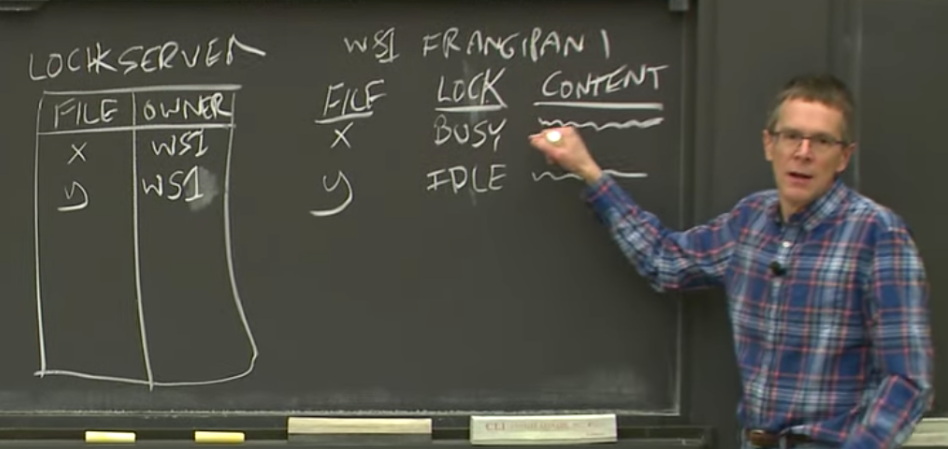 LOCKSERVER
FILE OWNER
X WS1
y WS1
WS1 FRANGIPANI
FILE LOCK CONTENT
X BUSY
y IDLE